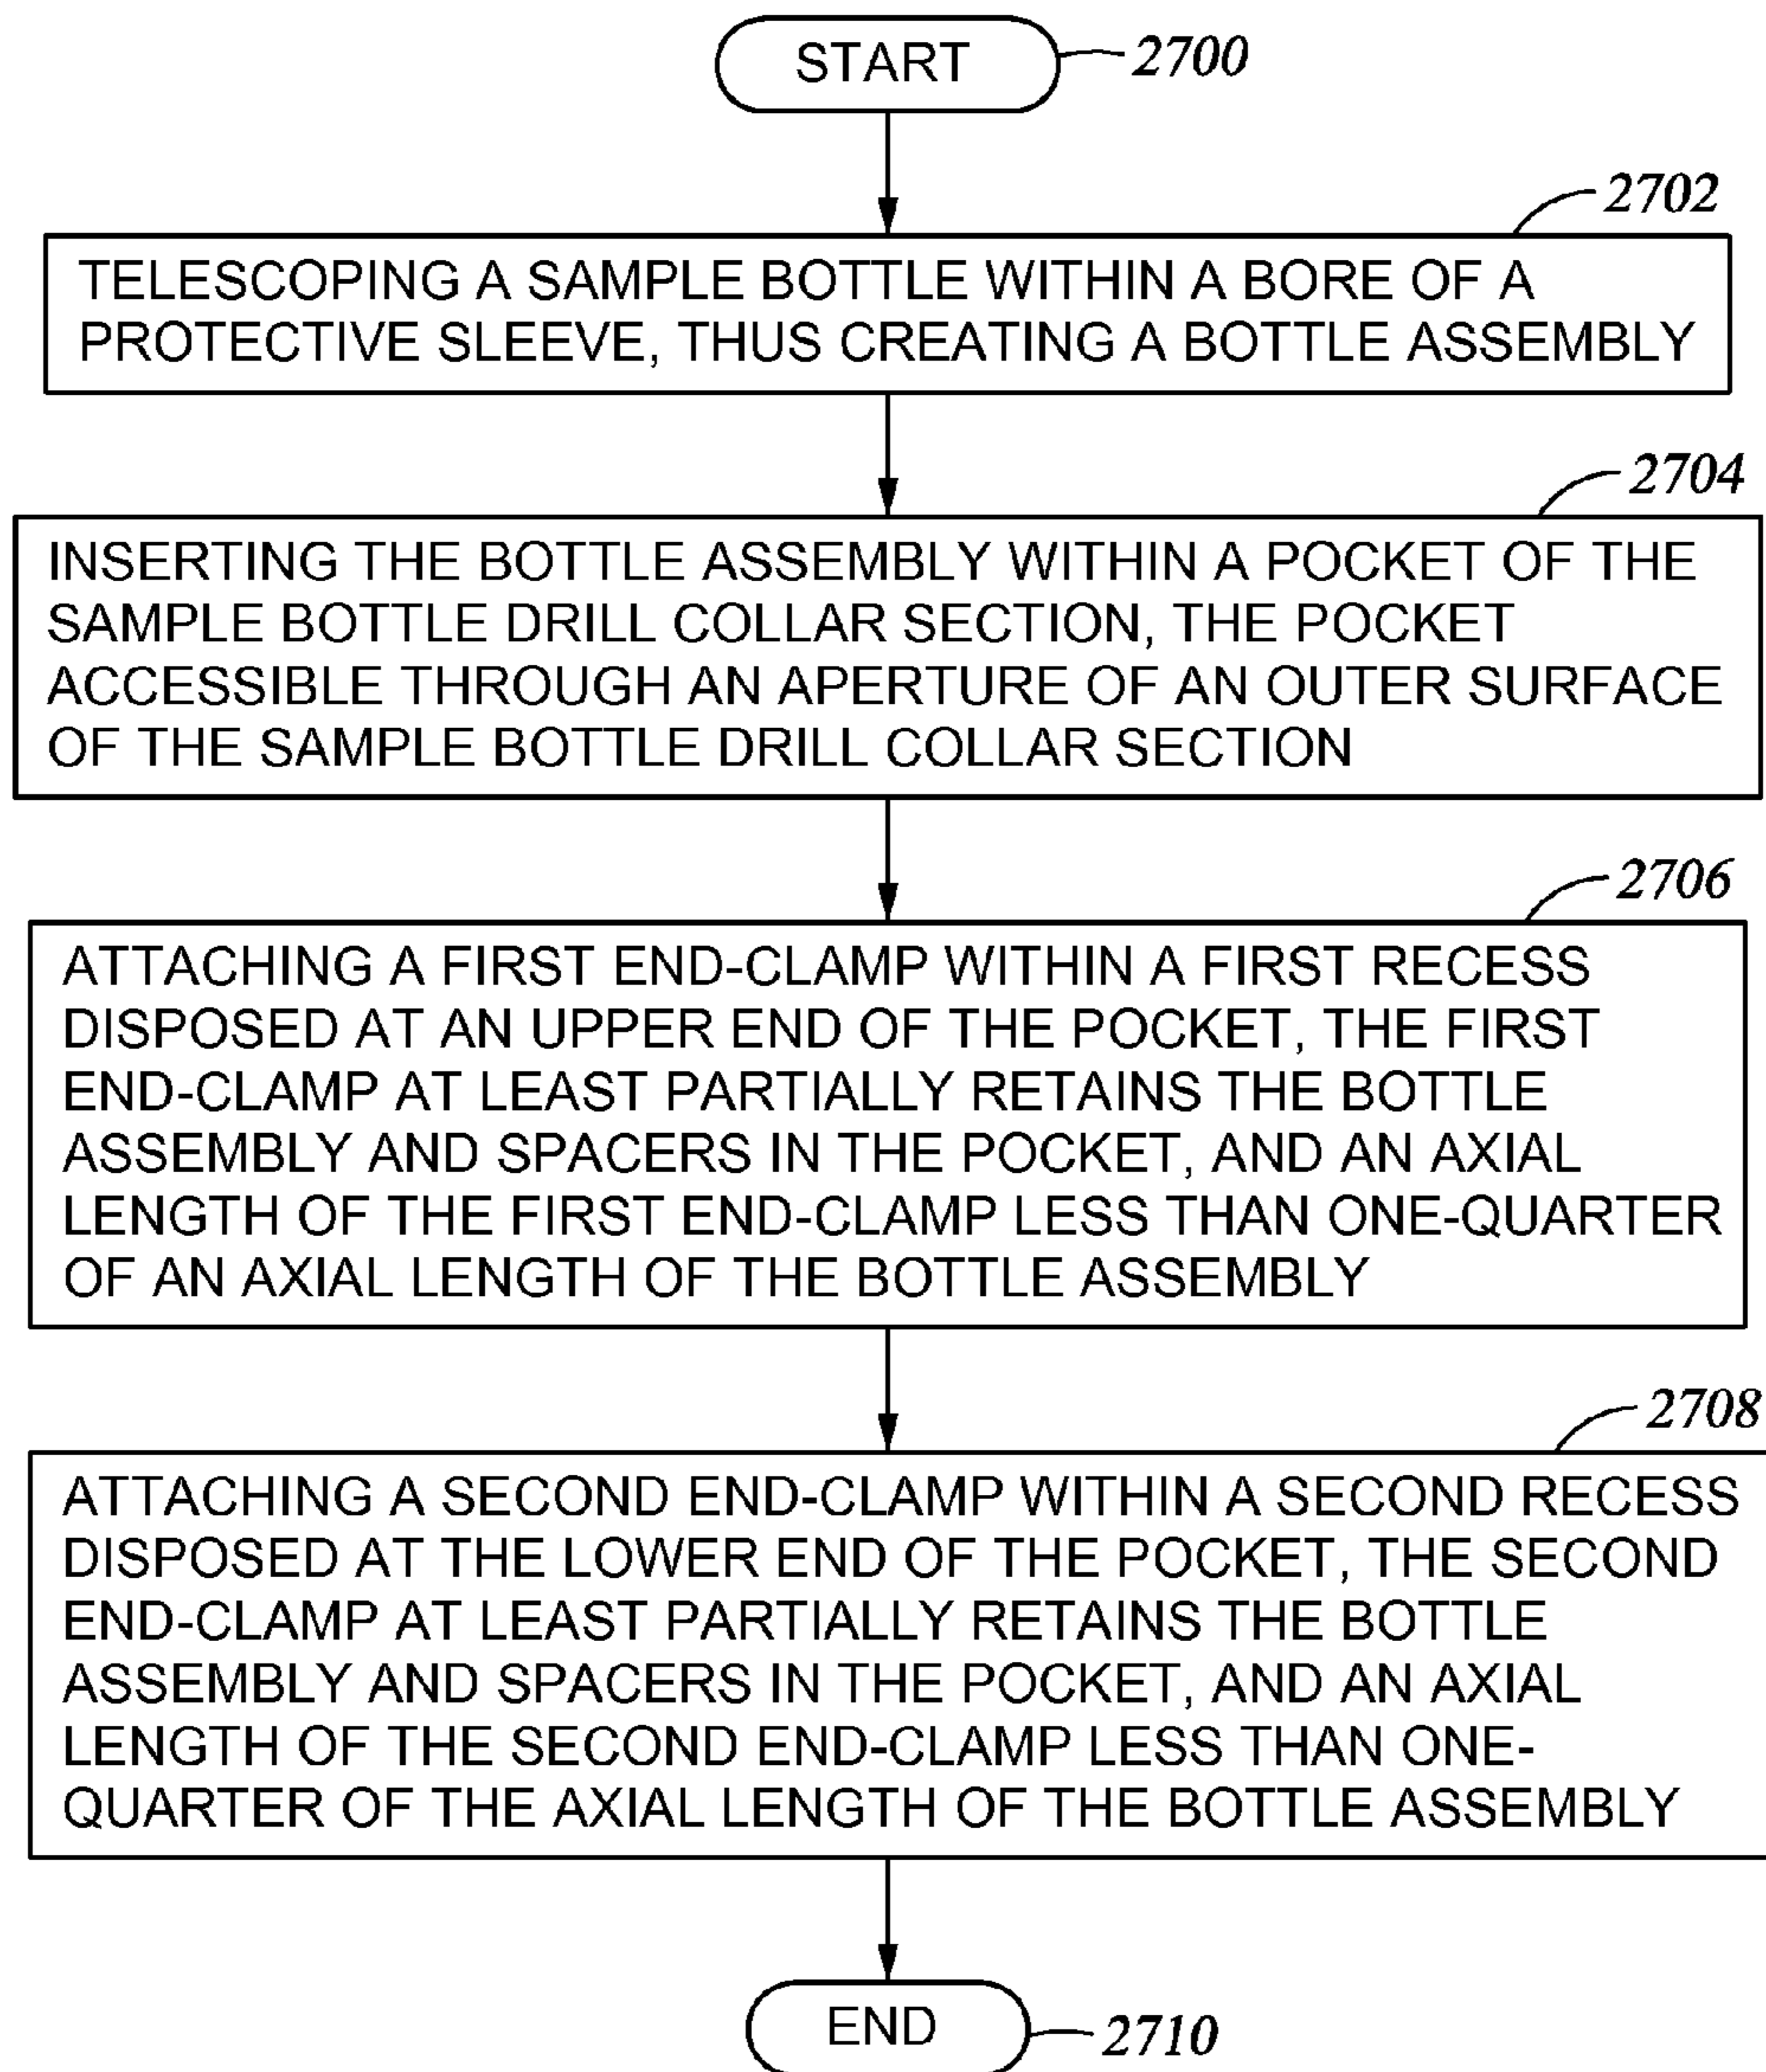 START
2700
2702
TELESCOPING A SAMPLE BOTTLE WITHIN A BORE OF A
PROTECTIVE SLEEVE, THUS CREATING A BOTTLE ASSEMBLY
2704
INSERTING THE BOTTLE ASSEMBLY WITHIN A POCKET OF THE
SAMPLE BOTTLE DRILL COLLAR SECTION, THE POCKET
ACCESSIBLE THROUGH AN APERTURE OF AN OUTER SURFACE
OF THE SAMPLE BOTTLE DRILL COLLAR SECTION
2706
ATTACHING A FIRST END-CLAMP WITHIN A FIRST RECESS
DISPOSED AT AN UPPER END OF THE POCKET, THE FIRST
END-CLAMP AT LEAST PARTIALLY RETAINS THE BOTTLE
ASSEMBLY AND SPACERS IN THE POCKET, AND AN AXIAL
LENGTH OF THE FIRST END-CLAMP LESS THAN ONE-QUARTER
OF AN AXIAL LENGTH OF THE BOTTLE ASSEMBLY
2708
ATTACHING A SECOND END-CLAMP WITHIN A SECOND RECESS
DISPOSED AT THE LOWER END OF THE POCKET, THE SECOND
END-CLAMP AT LEAST PARTIALLY RETAINS THE BOTTLE
ASSEMBLY AND SPACERS IN THE POCKET, AND AN AXIAL
LENGTH OF THE SECOND END-CLAMP LESS THAN ONE-
QUARTER OF THE AXIAL LENGTH OF THE BOTTLE ASSEMBLY
END
2710